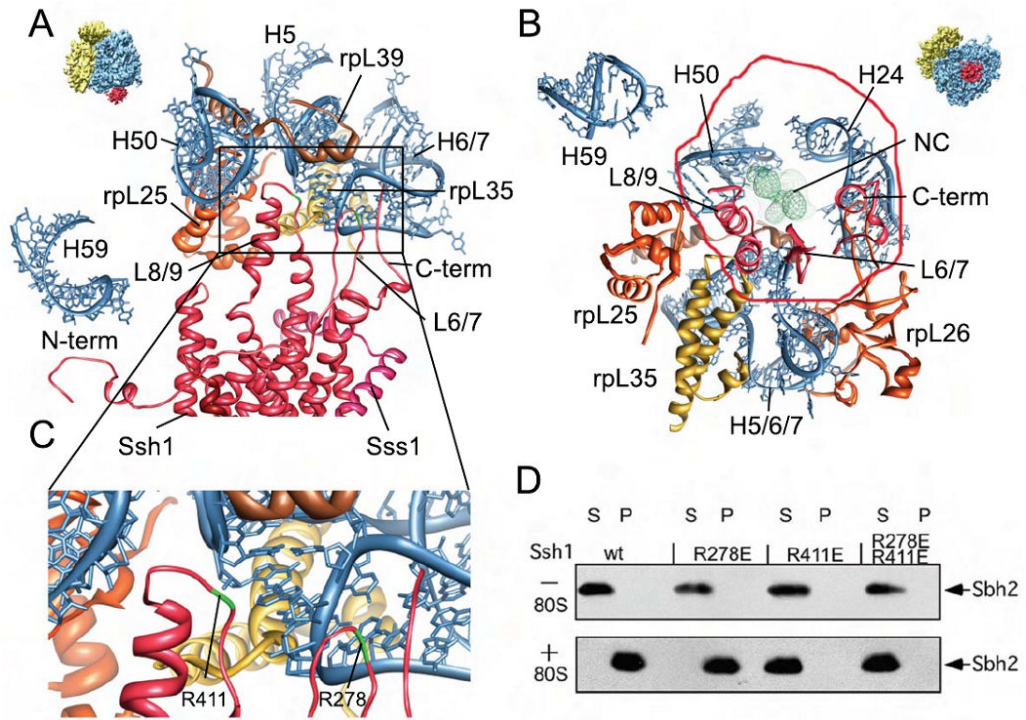 A
H5
rpL39
H50
H6/7
rpL25
rpL35
H59
L8/9
C-term
L6/7
N-term
Ssh1
Sss1
B
H50
H24
H59
NC
L8/9
C-term
L6/7
rpL25
rpL26
rpL35
H5/6/7
C
R411
R278
D
S P S P S P S P
Ssh1 wt R278E R411E R278E
R411E
−
80S
Sbh2
+
80S
Sbh2